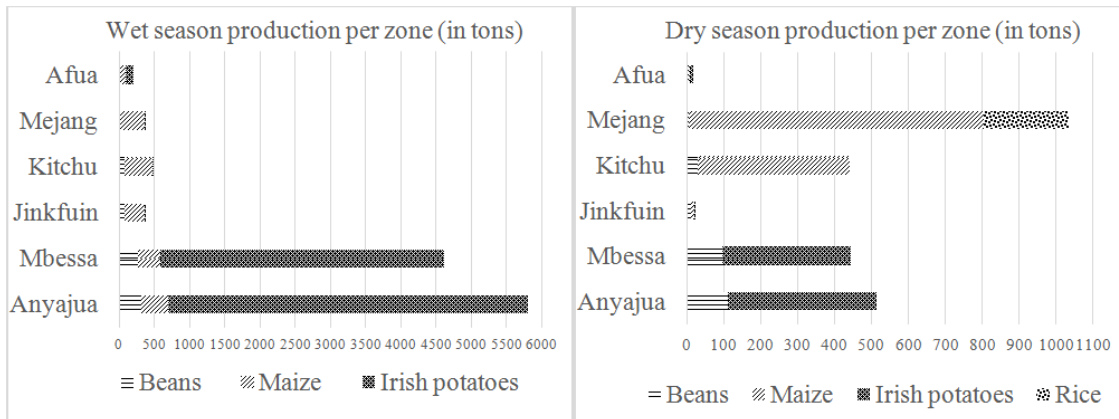 Wet season production per zone (in tons)
Afua
Mejang
Kitchu
Jinkfuin
Mbessa
Anyajua
0 500 1000 1500 2000 2500 3000 3500 4000 4500 5000 5500 6000
Beans Maize Irish potatoes
Dry season production per zone (in tons)
Afua
Mejang
Kitchu
Jinkfuin
Mbessa
Anyajua
0 100 200 300 400 500 600 700 800 900 1000 1100
Beans Maize Irish potatoes Rice